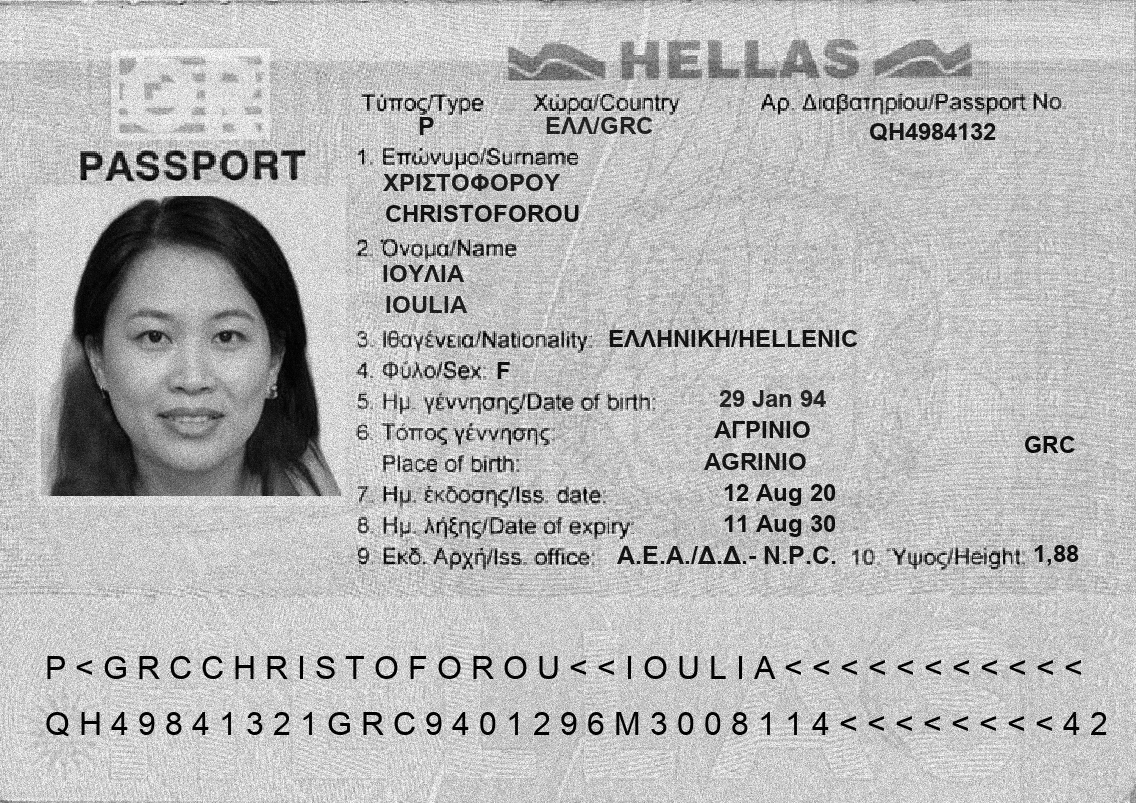 HELLAS
Τύπος/Type Χώρα/Country Αρ. Διαβατηρίου/Passport No.
P ΕΛΛ/GRC QH4984132
PASSPORT
1. Επώνυμο/Surname
ΧΡΙΣΤΟΦΟΡΟΥ
CHRISTOFOROU
2. Όνομα/Name
ΙΟΥΛΙΑ
IOULIA
3. Ιθαγένεια/Nationality: ΕΛΛΗΝΙΚΗ/HELLENIC
4. Φύλο/Sex: F
5. Ημ. γέννησης/Date of birth: 29 Jan 94
6. Τόπος γέννησης: ΑΓΡΙΝΙΟ
GRC
Place of birth: AGRINIO
7. Ημ. έκδοσης/Iss. date: 12 Aug 20
8. Ημ. λήξης/Date of expiry: 11 Aug 30
9 Εκδ. Αρχή/Iss. office: Α.Ε.Α./Δ.Δ.- N.P.C. 10. Ύψος/Height: 1,88
P<GRCCHRISTOFOROU<<IOULIA<<<<<<<<<<<
QH49841321GRC9401296M3008114<<<<<<<<42